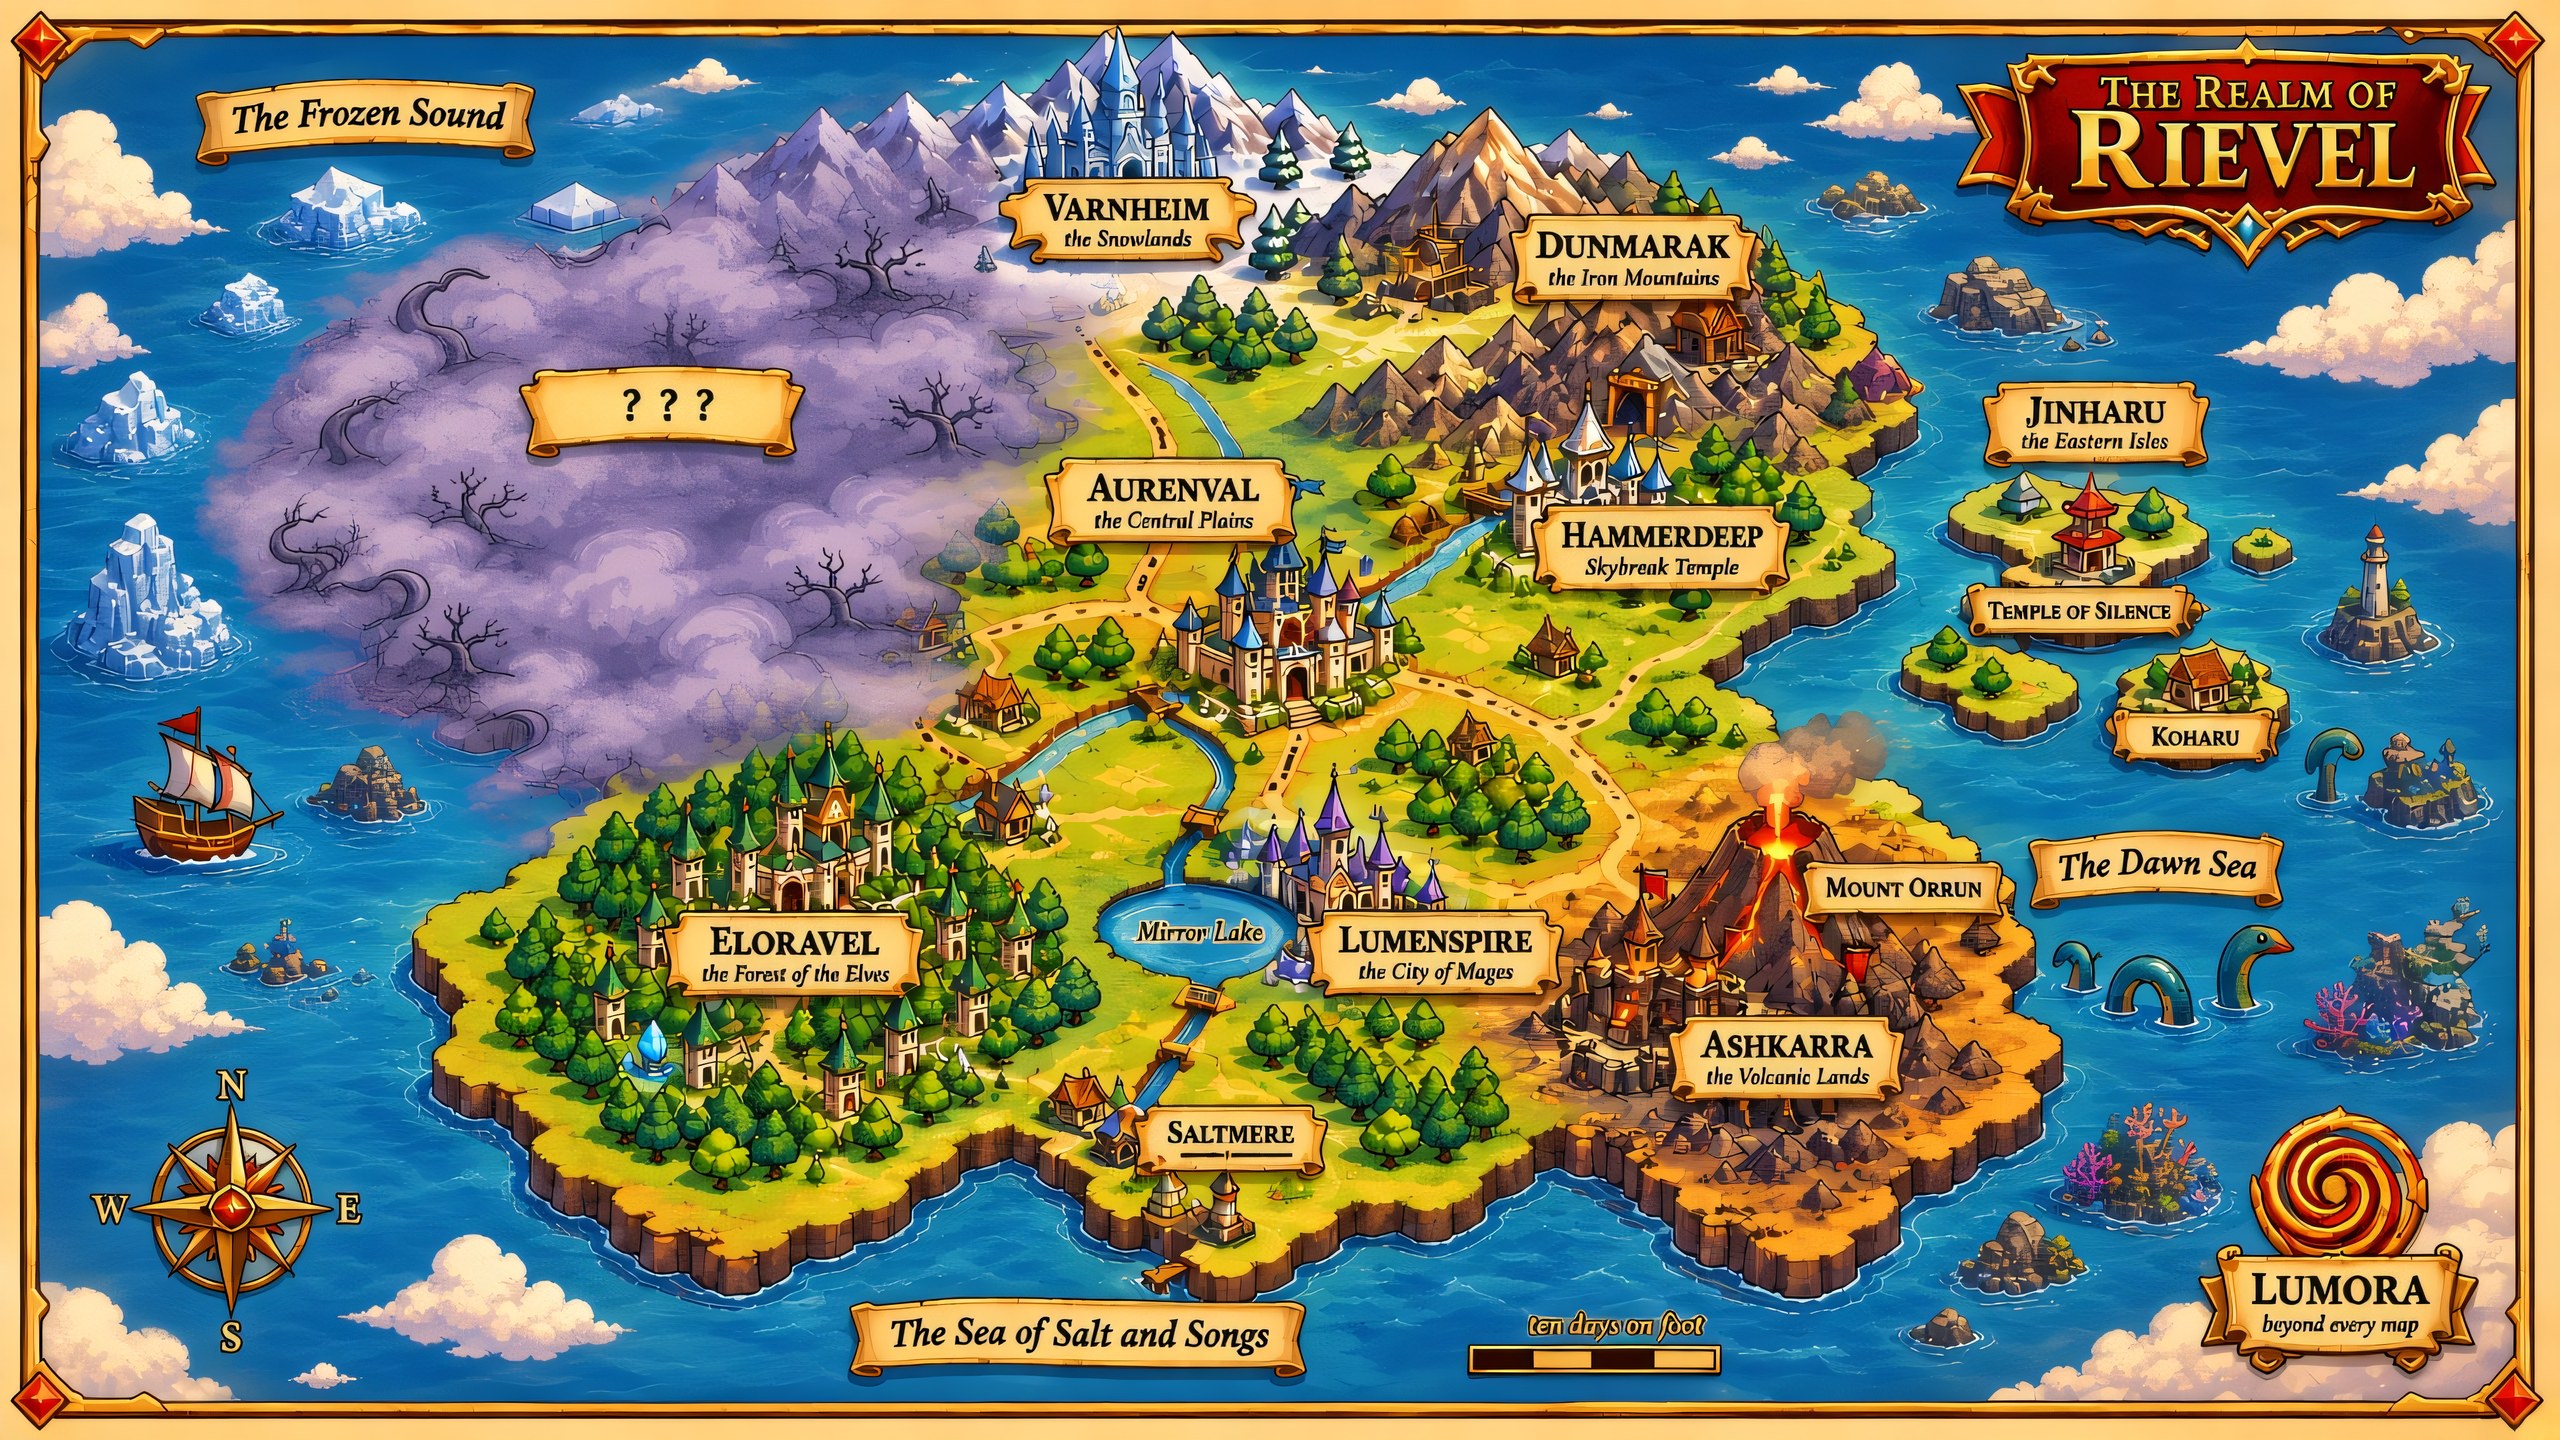 The Frozen Sound
THE REALM OF
RIEVEL
VARNHEIM
the Snowlands
DUNMARAK
the Iron Mountains
? ? ?
JINHARU
the Eastern Isles
AURENVAL
the Central Plains
HAMMERDEEP
Skybreak Temple
TEMPLE OF SILENCE
KOHARU
The Dawn Sea
MOUNT ORRUN
ELORAVEL
the Forest of the Elves
Mirror Lake
LUMENSPIRE
the City of Mages
ASHKARRA
the Volcanic Lands
SALTMERE
N
W
E
S
LUMORA
beyond every map
The Sea of Salt and Songs
ten days on foot